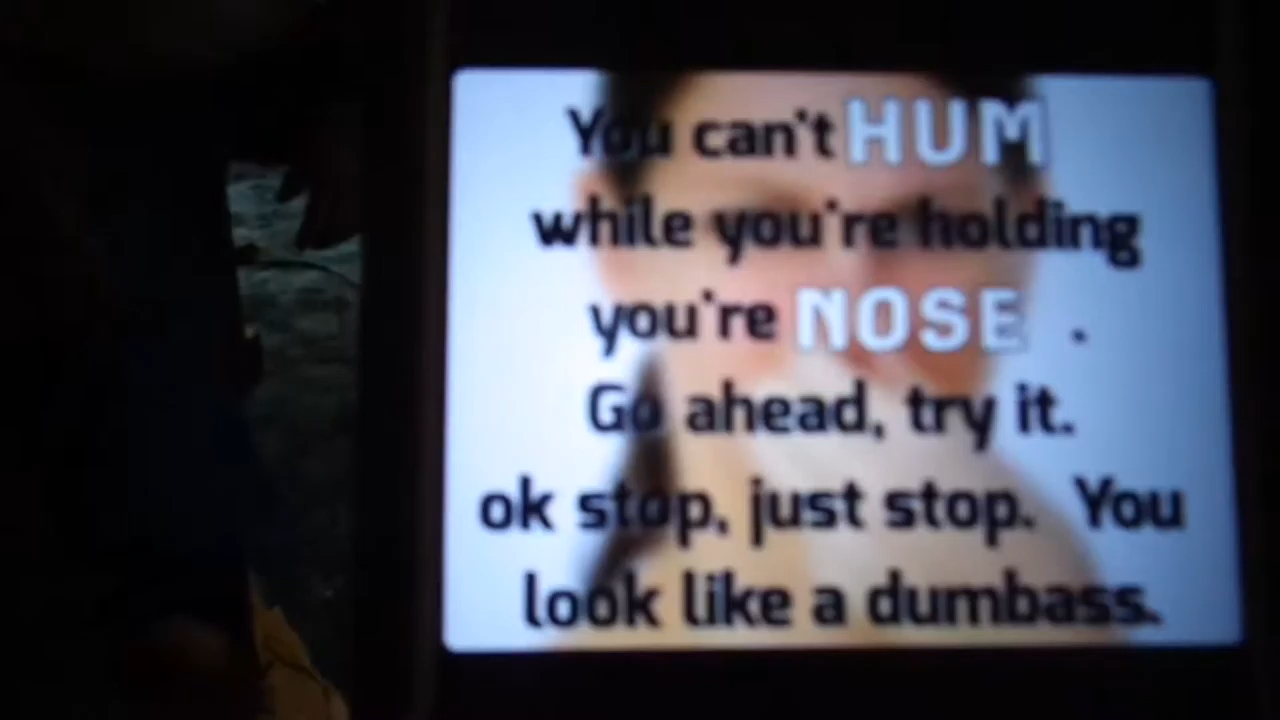 You can't HUM
while you're holding
you're NOSE .
Go ahead, try it.
ok stop, just stop. You
look like a dumbass.